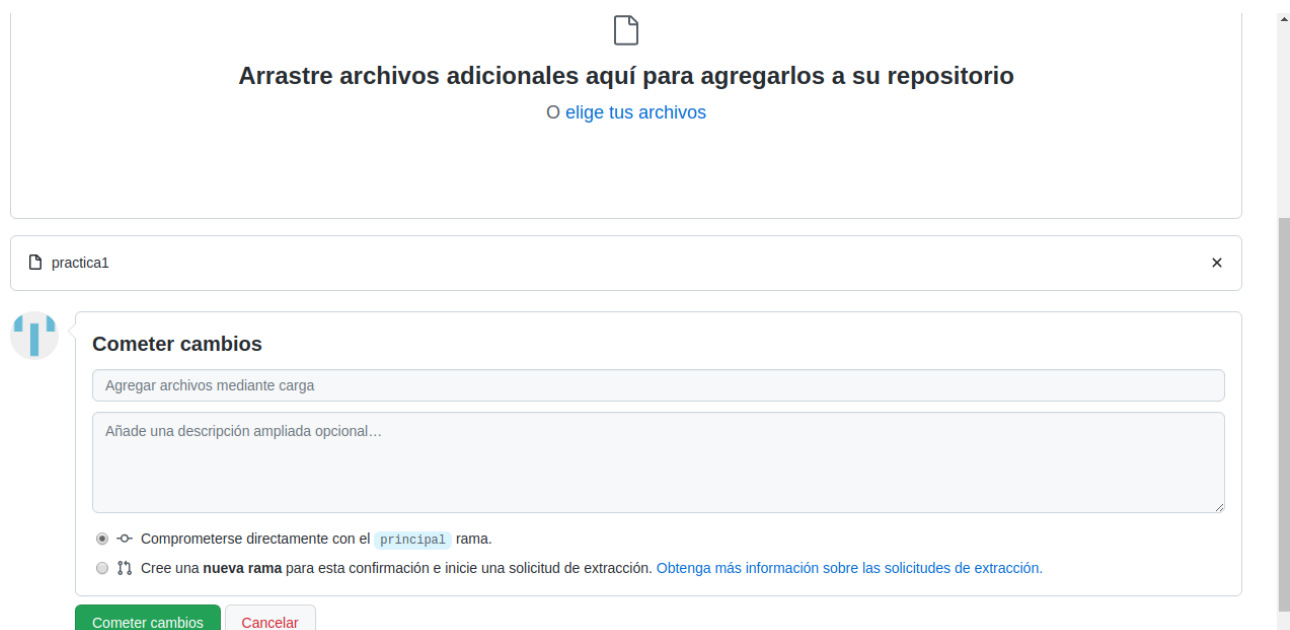 Arrastre archivos adicionales aquí para agregarlos a su repositorio
O elige tus archivos
practica1
Cometer cambios
Agregar archivos mediante carga
Añade una descripción ampliada opcional…
Comprometerse directamente con el principal rama.
Cree una nueva rama para esta confirmación e inicie una solicitud de extracción. Obtenga más información sobre las solicitudes de extracción.
Cometer cambios Cancelar